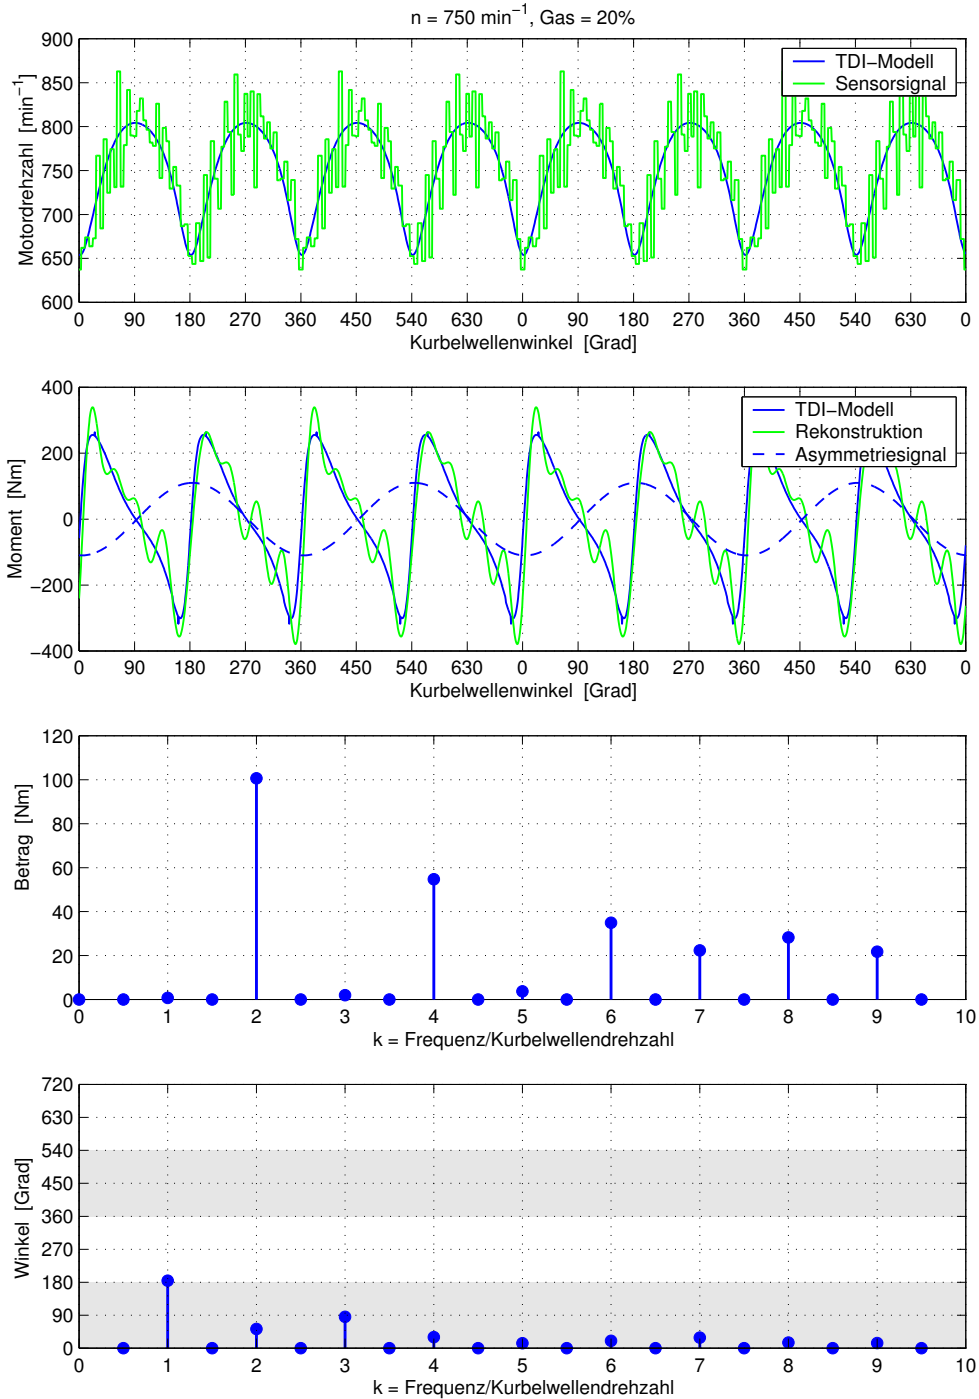 n = 750 min⁻¹, Gas = 20%
Motordrehzahl [min⁻¹]
900
850
800
750
700
650
600
TDI−Modell
Sensorsignal
0 90 180 270 360 450 540 630 0 90 180 270 360 450 540 630 0
Kurbelwellenwinkel [Grad]
Moment [Nm]
400
200
0
−200
−400
TDI−Modell
Rekonstruktion
Asymmetriesignal
0 90 180 270 360 450 540 630 0 90 180 270 360 450 540 630 0
Kurbelwellenwinkel [Grad]
Betrag [Nm]
120
100
80
60
40
20
0
0 1 2 3 4 5 6 7 8 9 10
k = Frequenz/Kurbelwellendrehzahl
Winkel [Grad]
720
630
540
450
360
270
180
90
0
0 1 2 3 4 5 6 7 8 9 10
k = Frequenz/Kurbelwellendrehzahl